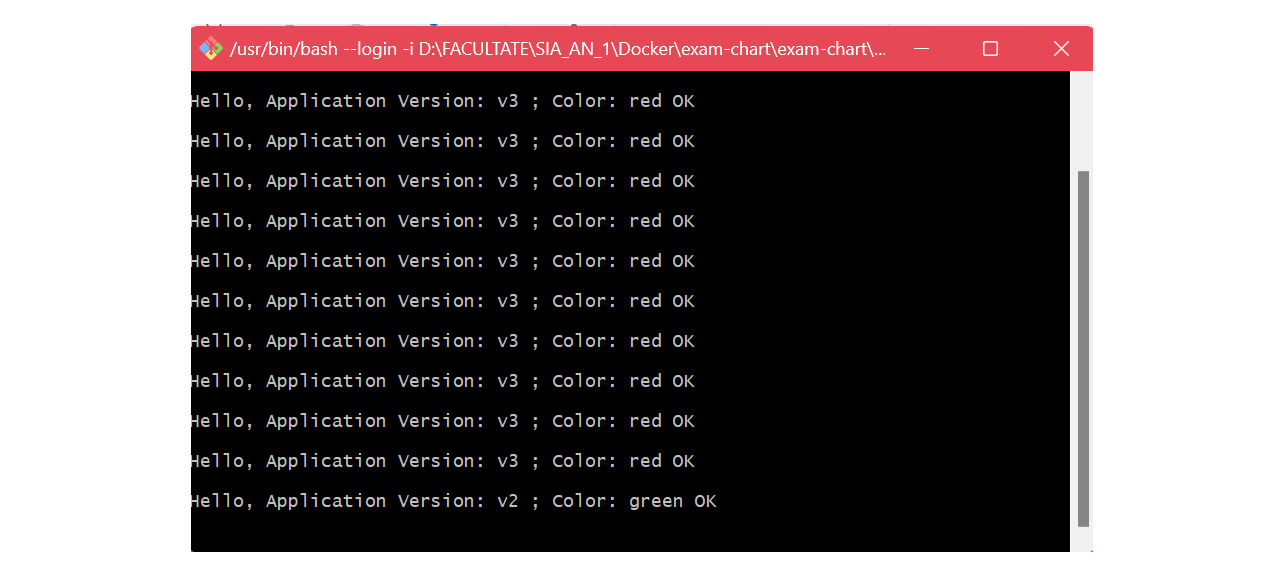 /usr/bin/bash --login -i D:\FACULTATE\SIA_AN_1\Docker\exam-chart\exam-chart\...
Hello, Application Version: v3 ; Color: red OK
Hello, Application Version: v3 ; Color: red OK
Hello, Application Version: v3 ; Color: red OK
Hello, Application Version: v3 ; Color: red OK
Hello, Application Version: v3 ; Color: red OK
Hello, Application Version: v3 ; Color: red OK
Hello, Application Version: v3 ; Color: red OK
Hello, Application Version: v3 ; Color: red OK
Hello, Application Version: v3 ; Color: red OK
Hello, Application Version: v3 ; Color: red OK
Hello, Application Version: v2 ; Color: green OK